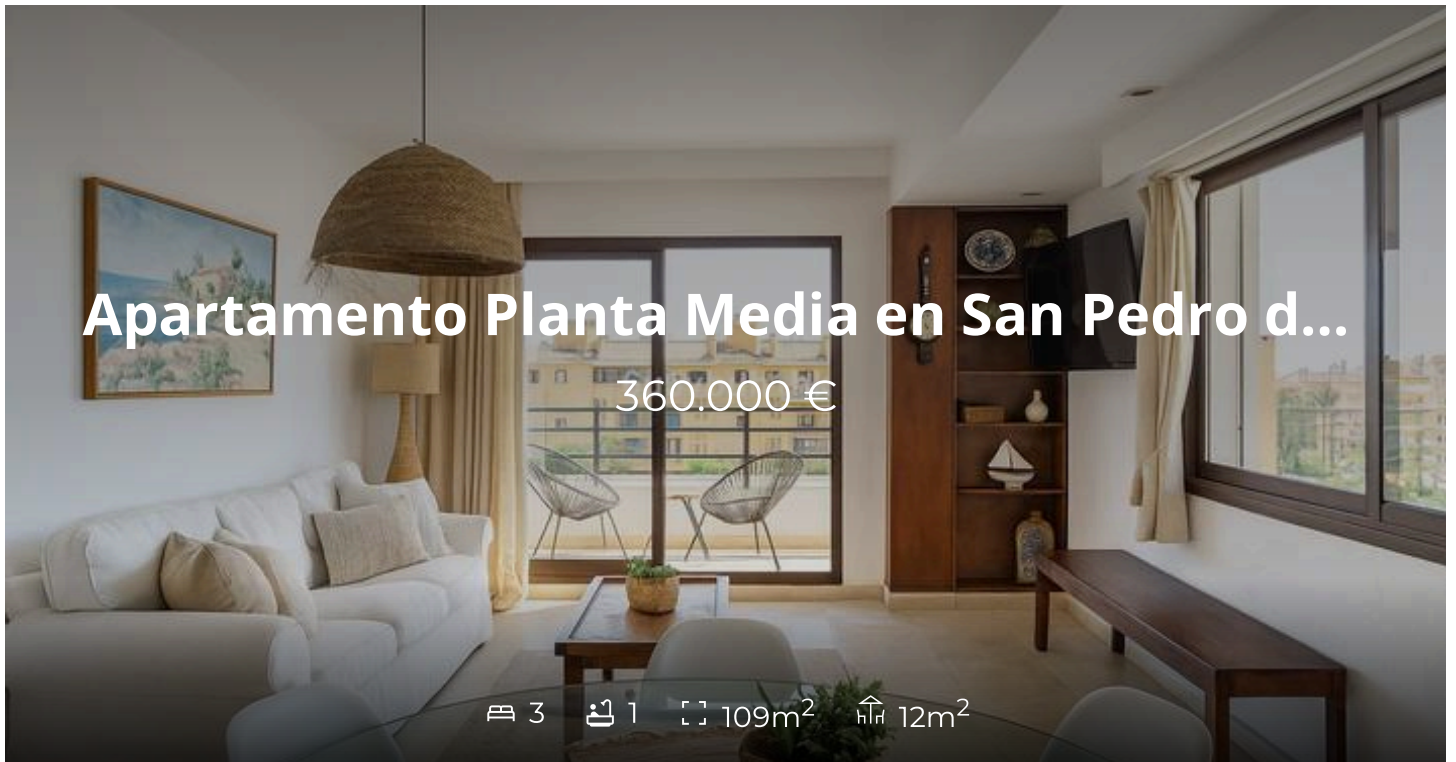 Apartamento Planta Media en San Pedro d...
360.000 €
3 1 109m² 12m²